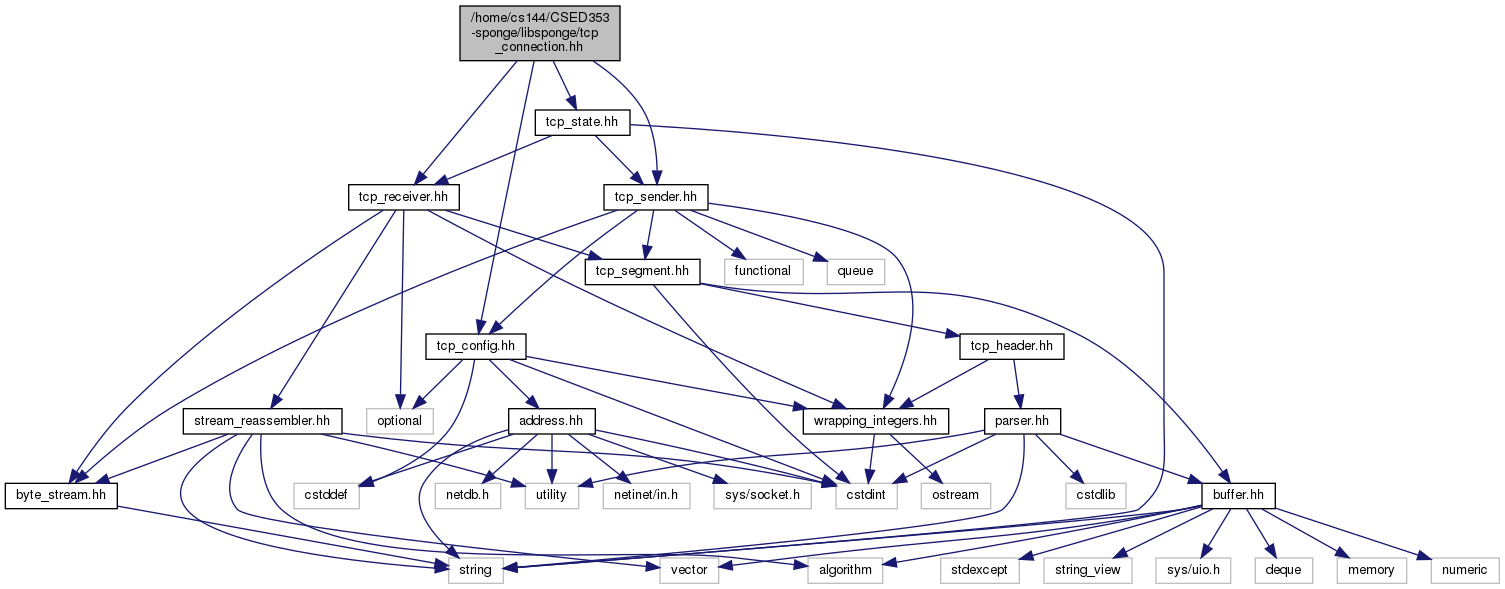 /home/cs144/CSED353
-sponge/libsponge/tcp
_connection.hh
tcp_state.hh
tcp_receiver.hh
tcp_sender.hh
tcp_segment.hh
functional
queue
tcp_config.hh
tcp_header.hh
stream_reassembler.hh
optional
address.hh
wrapping_integers.hh
parser.hh
byte_stream.hh
cstddef
netdb.h
utility
netinet/in.h
sys/socket.h
cstdint
ostream
cstdlib
buffer.hh
string
vector
algorithm
stdexcept
string_view
sys/uio.h
deque
memory
numeric